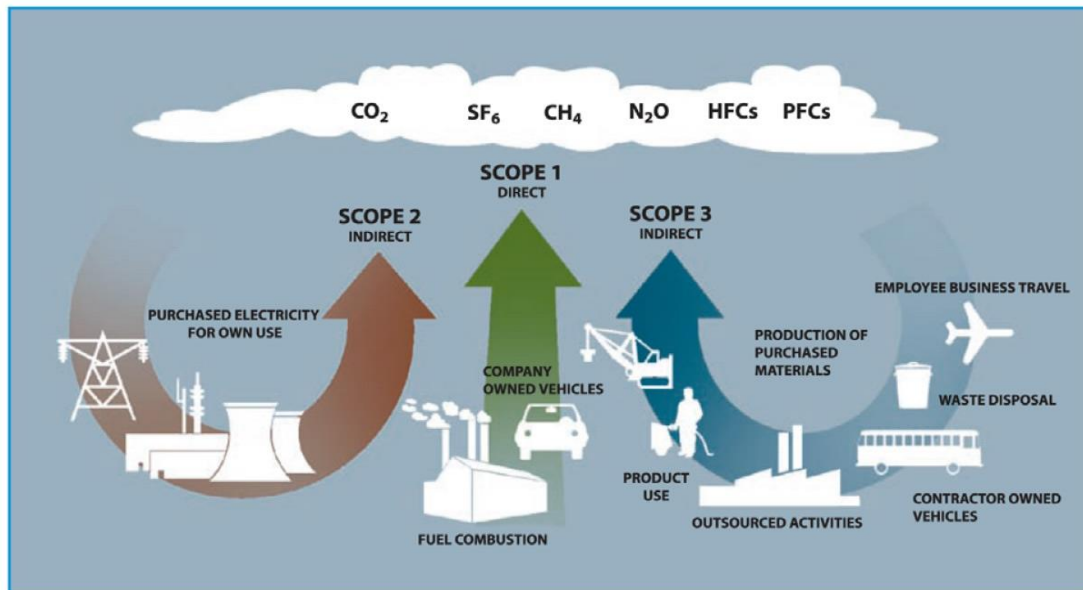 CO₂ SF₆ CH₄ N₂O HFCs PFCs
SCOPE 1
DIRECT
SCOPE 2
INDIRECT
SCOPE 3
INDIRECT
PURCHASED ELECTRICITY
FOR OWN USE
COMPANY
OWNED VEHICLES
FUEL COMBUSTION
EMPLOYEE BUSINESS TRAVEL
PRODUCTION OF
PURCHASED
MATERIALS
WASTE DISPOSAL
PRODUCT
USE
OUTSOURCED ACTIVITIES
CONTRACTOR OWNED
VEHICLES